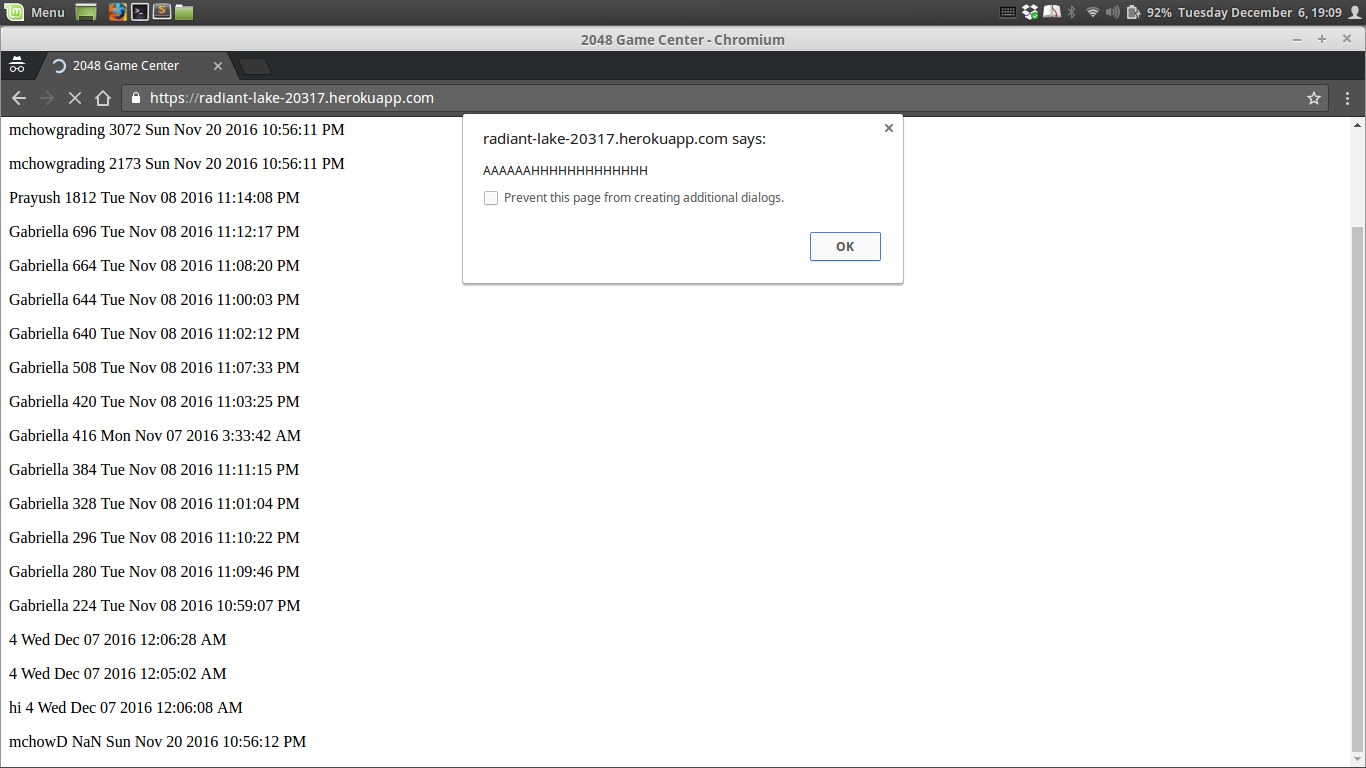 Menu
92% Tuesday December 6, 19:09
2048 Game Center - Chromium
2048 Game Center
https://radiant-lake-20317.herokuapp.com
radiant-lake-20317.herokuapp.com says:
AAAAAAHHHHHHHHHHHHH
Prevent this page from creating additional dialogs.
OK
mchowgrading 3072 Sun Nov 20 2016 10:56:11 PM
mchowgrading 2173 Sun Nov 20 2016 10:56:11 PM
Prayush 1812 Tue Nov 08 2016 11:14:08 PM
Gabriella 696 Tue Nov 08 2016 11:12:17 PM
Gabriella 664 Tue Nov 08 2016 11:08:20 PM
Gabriella 644 Tue Nov 08 2016 11:00:03 PM
Gabriella 640 Tue Nov 08 2016 11:02:12 PM
Gabriella 508 Tue Nov 08 2016 11:07:33 PM
Gabriella 420 Tue Nov 08 2016 11:03:25 PM
Gabriella 416 Mon Nov 07 2016 3:33:42 AM
Gabriella 384 Tue Nov 08 2016 11:11:15 PM
Gabriella 328 Tue Nov 08 2016 11:01:04 PM
Gabriella 296 Tue Nov 08 2016 11:10:22 PM
Gabriella 280 Tue Nov 08 2016 11:09:46 PM
Gabriella 224 Tue Nov 08 2016 10:59:07 PM
4 Wed Dec 07 2016 12:06:28 AM
4 Wed Dec 07 2016 12:05:02 AM
hi 4 Wed Dec 07 2016 12:06:08 AM
mchowD NaN Sun Nov 20 2016 10:56:12 PM